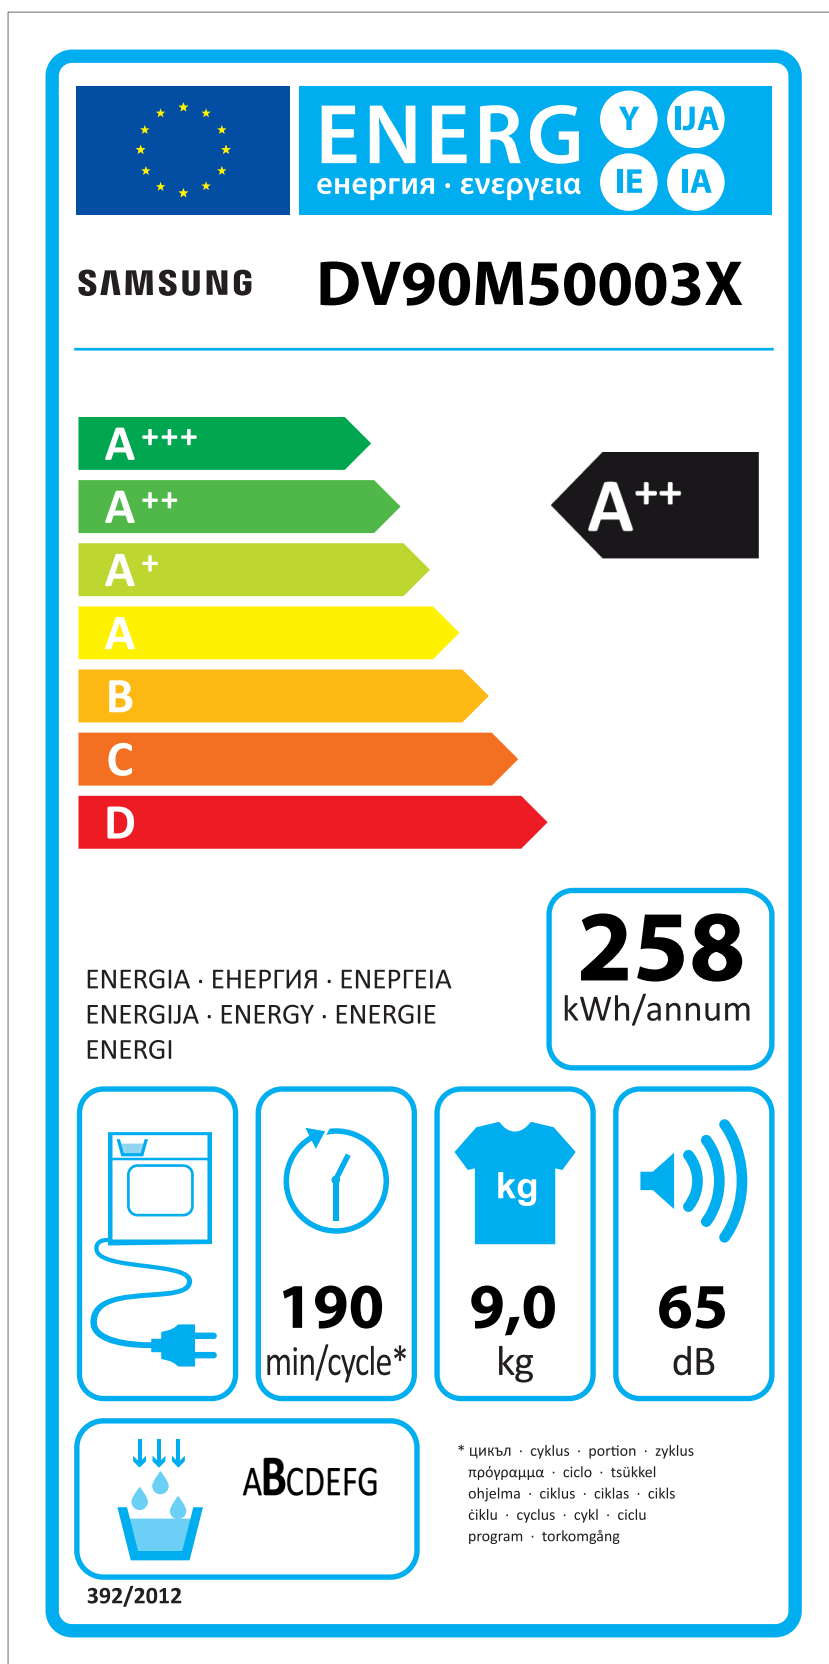 ENERG Y IJA
енергия · ενεργεια IE IA
SAMSUNG DV90M50003X
A+++
A++
A++
A+
A
B
C
D
258
kWh/annum
ENERGIA · ЕНЕРГИЯ · ΕΝΕΡΓΕΙΑ
ENERGIJA · ENERGY · ENERGIE
ENERGI
kg
190
min/cycle*
9,0
kg
65
dB
ABCDEFG
* цикъл · cyklus · portion · zyklus
πρόγραμμα · ciclo · tsükkel
ohjelma · ciklus · ciklas · cikls
ċiklu · cyclus · cykl · ciclu
program · torkomgång
392/2012